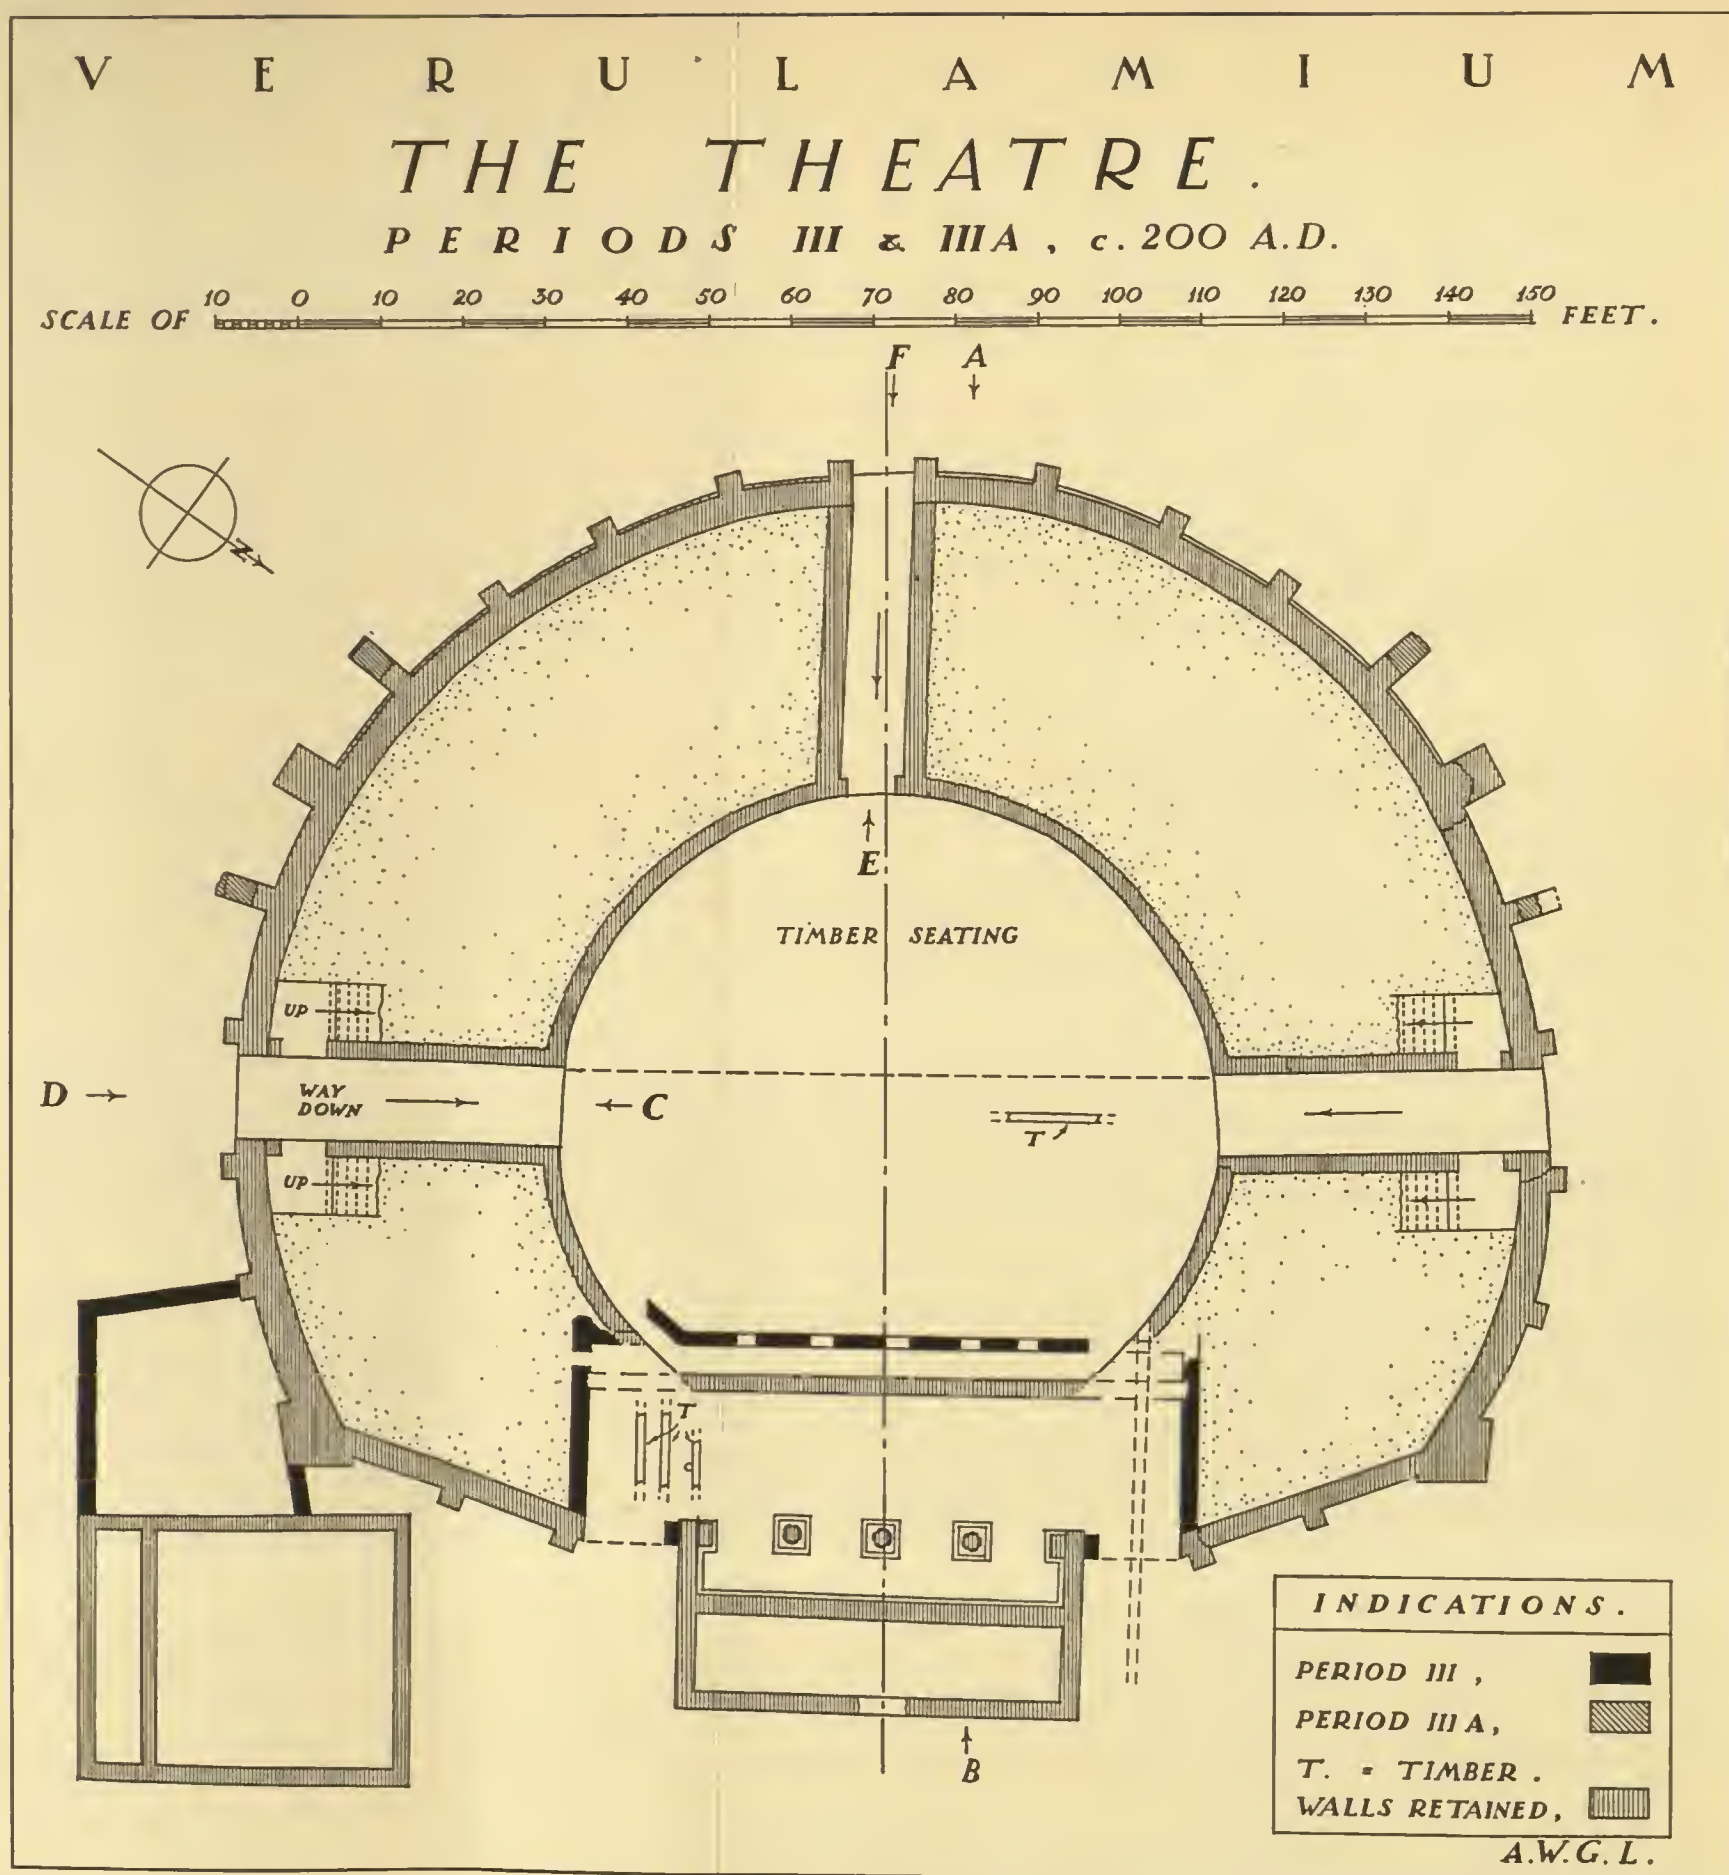 VERULAMIUM
THE THEATRE.
PERIODS III & IIIA, c. 200 A.D.
10 0 10 20 30 40 50 60 70 80 90 100 110 120 130 140 150
SCALE OF FEET.
F A
N
E
TIMBER SEATING
UP
D
WAY
DOWN
C
T
UP
T
B
INDICATIONS.
PERIOD III,
PERIOD III A,
T. = TIMBER.
WALLS RETAINED,
A.W.G.L.